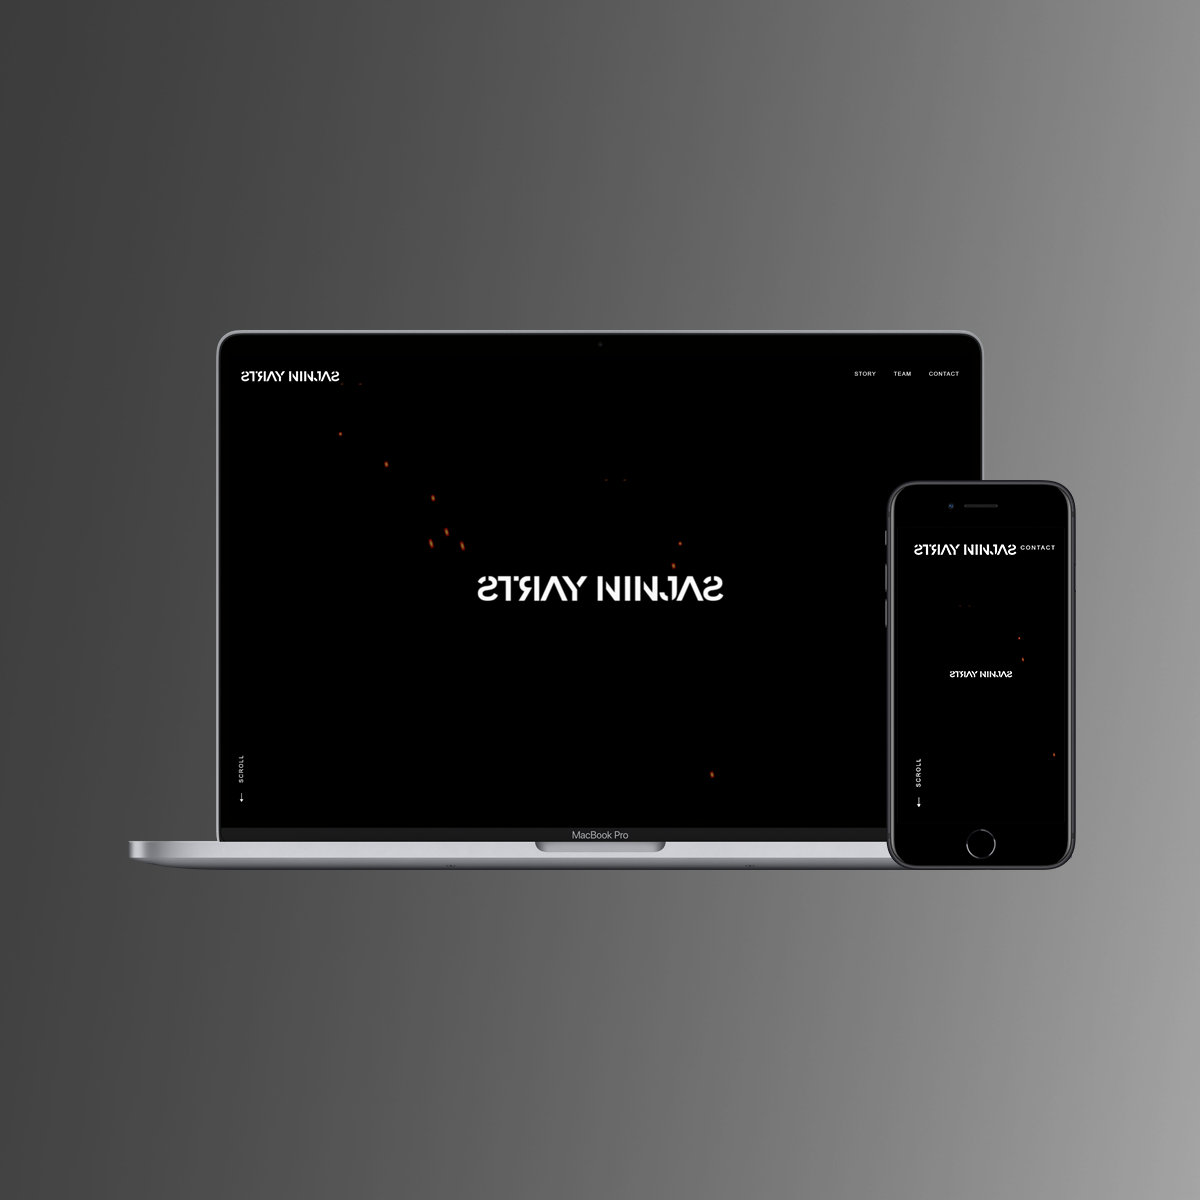 STRAY NINJAS
STORY TEAM CONTACT
STRAY NINJAS
SCROLL
MacBook Pro
STRAY NINJAS CONTACT
STRAY NINJAS
SCROLL